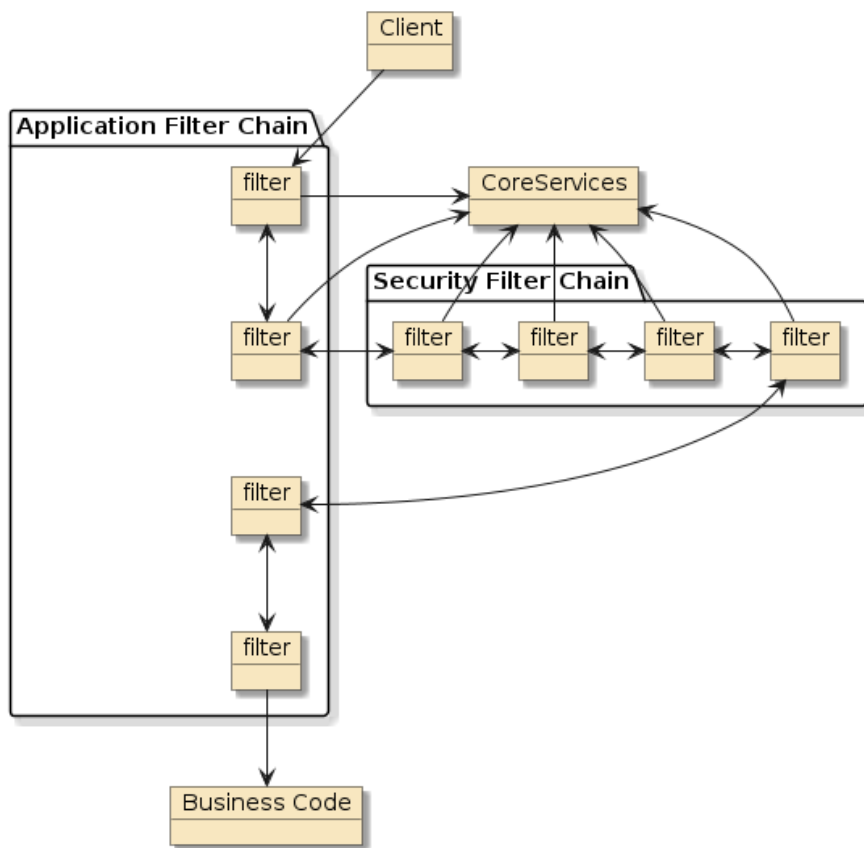 Client
Application Filter Chain
filter
CoreServices
Security Filter Chain
filter
filter
filter
filter
filter
filter
filter
Business Code